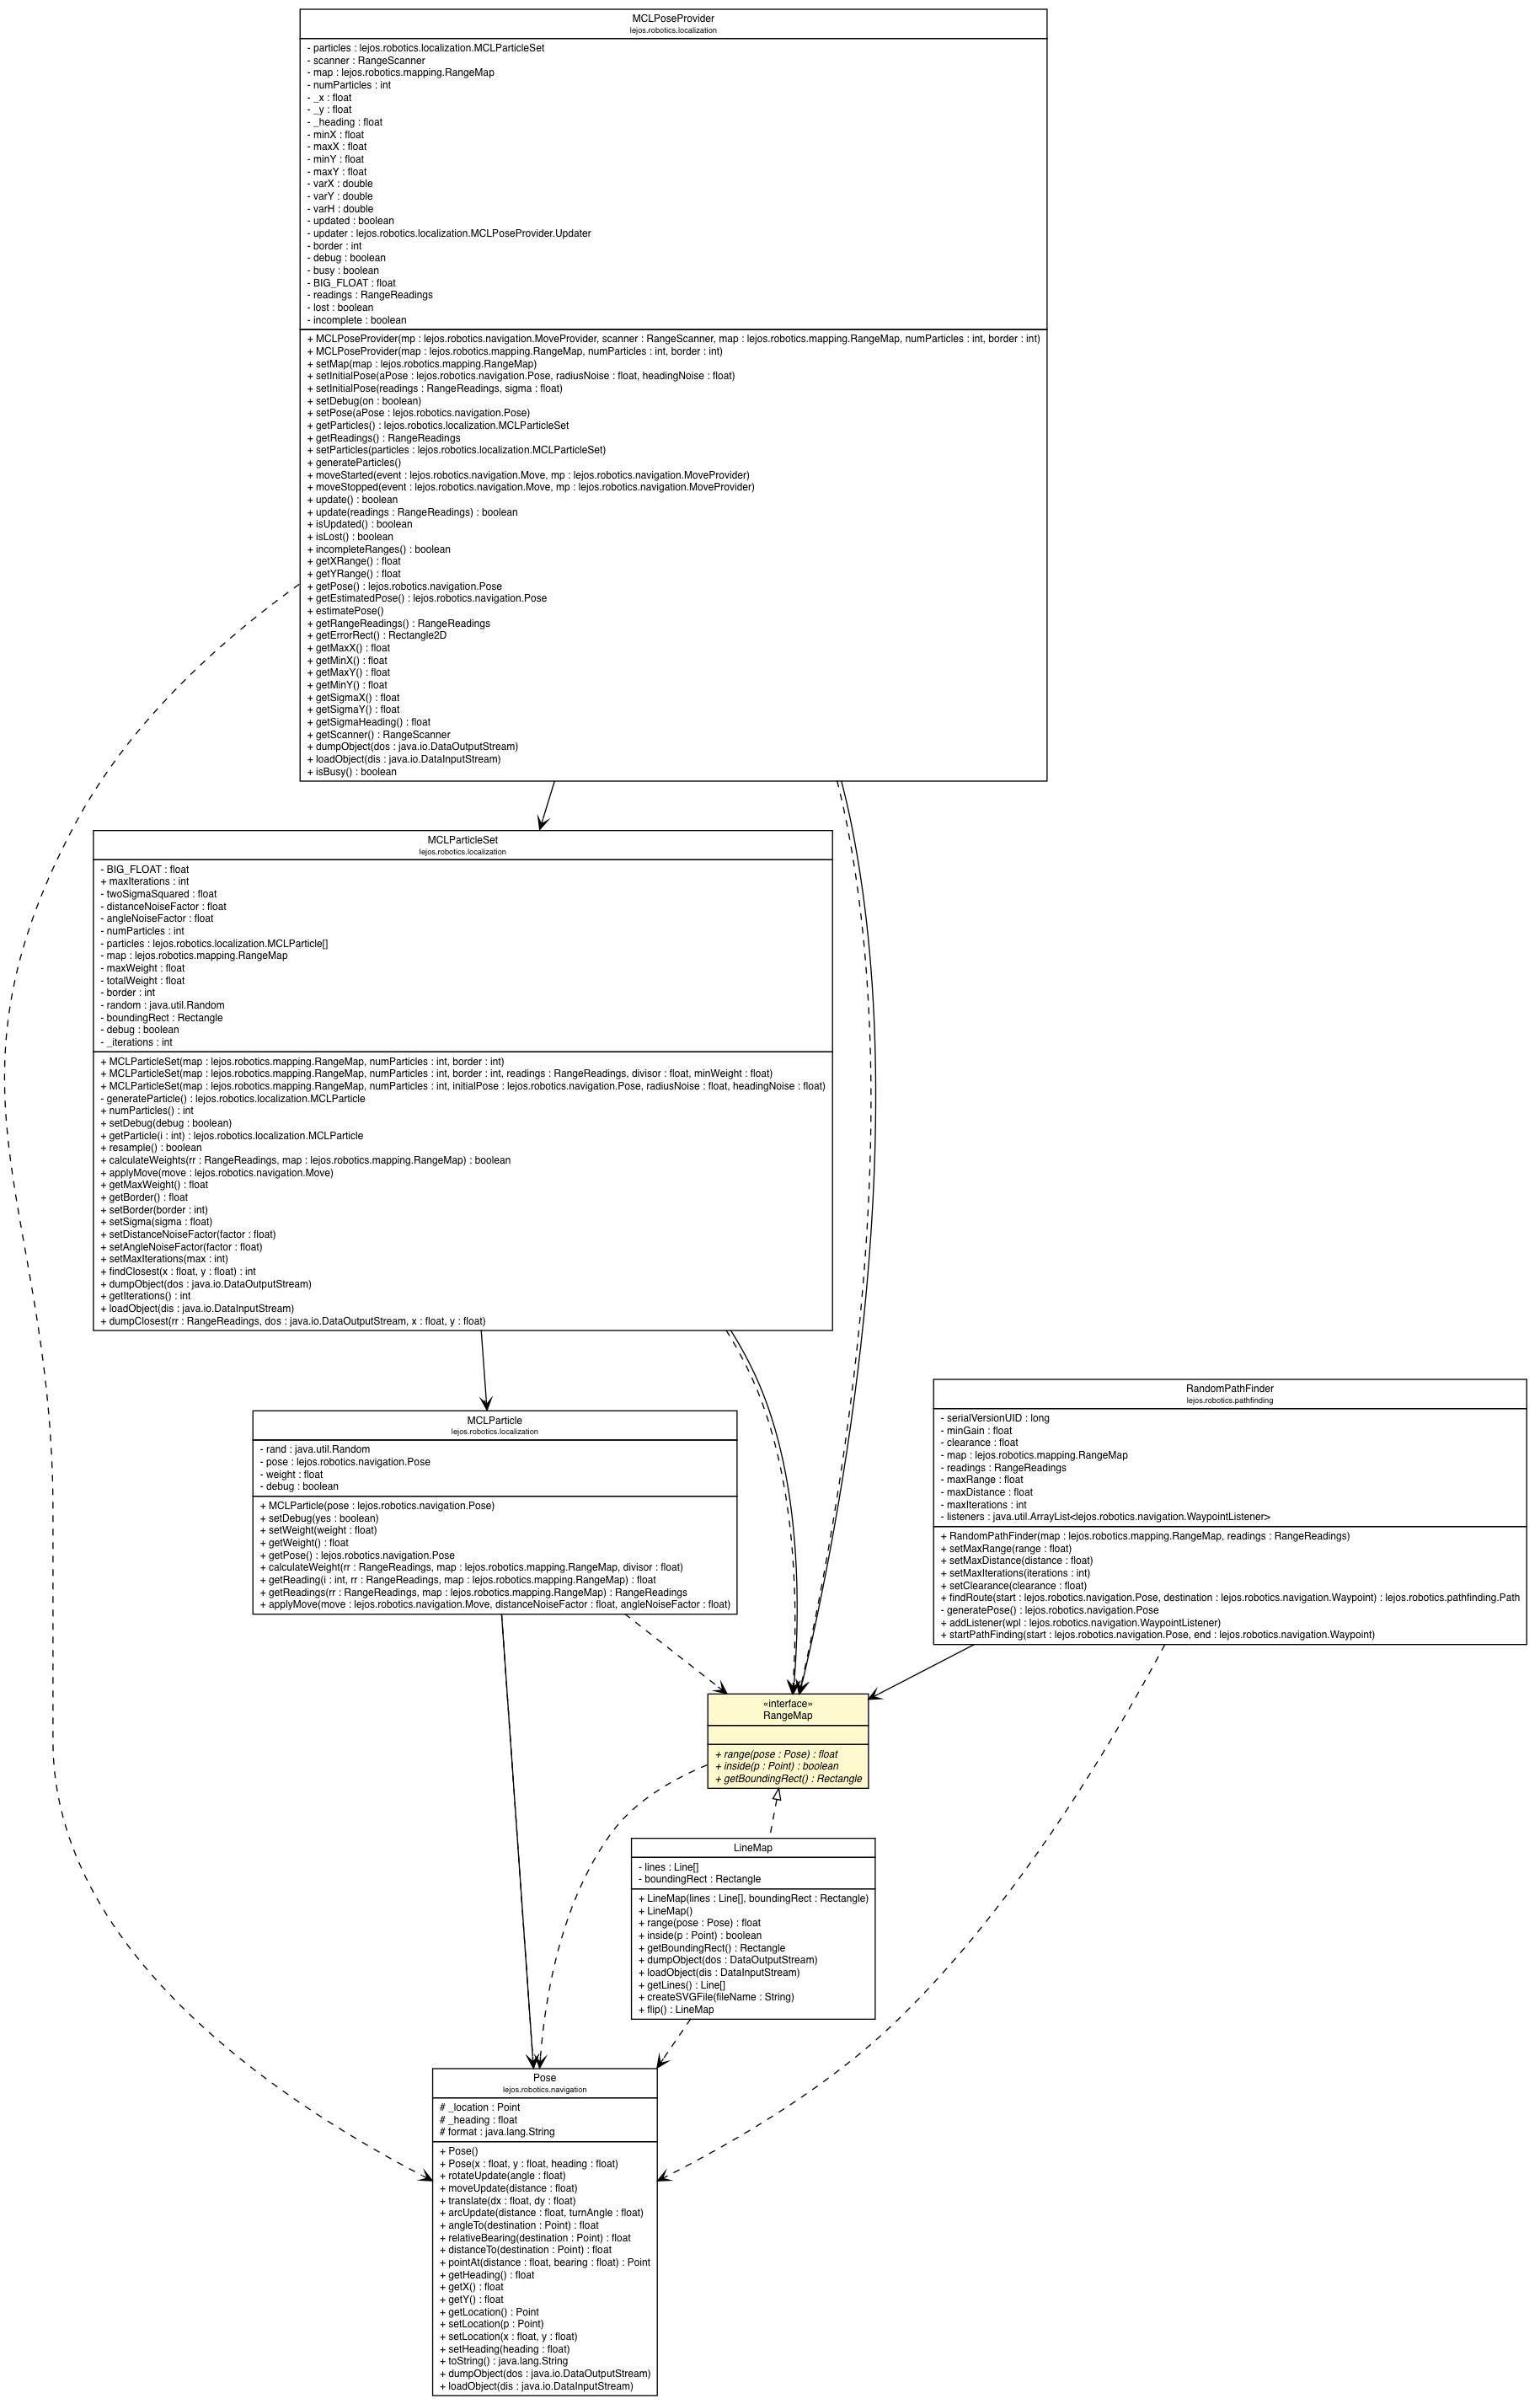 MCLPoseProvider
lejos.robotics.localization
- particles : lejos.robotics.localization.MCLParticleSet
- scanner : RangeScanner
- map : lejos.robotics.mapping.RangeMap
- numParticles : int
- _x : float
- _y : float
- _heading : float
- minX : float
- maxX : float
- minY : float
- maxY : float
- varX : double
- varY : double
- varH : double
- updated : boolean
- updater : lejos.robotics.localization.MCLPoseProvider.Updater
- border : int
- debug : boolean
- busy : boolean
- BIG_FLOAT : float
- readings : RangeReadings
- lost : boolean
- incomplete : boolean
+ MCLPoseProvider(mp : lejos.robotics.navigation.MoveProvider, scanner : RangeScanner, map : lejos.robotics.mapping.RangeMap, numParticles : int, border : int)
+ MCLPoseProvider(map : lejos.robotics.mapping.RangeMap, numParticles : int, border : int)
+ setMap(map : lejos.robotics.mapping.RangeMap)
+ setInitialPose(aPose : lejos.robotics.navigation.Pose, radiusNoise : float, headingNoise : float)
+ setInitialPose(readings : RangeReadings, sigma : float)
+ setDebug(on : boolean)
+ setPose(aPose : lejos.robotics.navigation.Pose)
+ getParticles() : lejos.robotics.localization.MCLParticleSet
+ getReadings() : RangeReadings
+ setParticles(particles : lejos.robotics.localization.MCLParticleSet)
+ generateParticles()
+ moveStarted(event : lejos.robotics.navigation.Move, mp : lejos.robotics.navigation.MoveProvider)
+ moveStopped(event : lejos.robotics.navigation.Move, mp : lejos.robotics.navigation.MoveProvider)
+ update() : boolean
+ update(readings : RangeReadings) : boolean
+ isUpdated() : boolean
+ isLost() : boolean
+ incompleteRanges() : boolean
+ getXRange() : float
+ getYRange() : float
+ getPose() : lejos.robotics.navigation.Pose
+ getEstimatedPose() : lejos.robotics.navigation.Pose
+ estimatePose()
+ getRangeReadings() : RangeReadings
+ getErrorRect() : Rectangle2D
+ getMaxX() : float
+ getMinX() : float
+ getMaxY() : float
+ getMinY() : float
+ getSigmaX() : float
+ getSigmaY() : float
+ getSigmaHeading() : float
+ getScanner() : RangeScanner
+ dumpObject(dos : java.io.DataOutputStream)
+ loadObject(dis : java.io.DataInputStream)
+ isBusy() : boolean
MCLParticleSet
lejos.robotics.localization
- BIG_FLOAT : float
+ maxIterations : int
- twoSigmaSquared : float
- distanceNoiseFactor : float
- angleNoiseFactor : float
- numParticles : int
- particles : lejos.robotics.localization.MCLParticle[]
- map : lejos.robotics.mapping.RangeMap
- maxWeight : float
- totalWeight : float
- border : int
- random : java.util.Random
- boundingRect : Rectangle
- debug : boolean
- _iterations : int
+ MCLParticleSet(map : lejos.robotics.mapping.RangeMap, numParticles : int, border : int)
+ MCLParticleSet(map : lejos.robotics.mapping.RangeMap, numParticles : int, border : int, readings : RangeReadings, divisor : float, minWeight : float)
+ MCLParticleSet(map : lejos.robotics.mapping.RangeMap, numParticles : int, initialPose : lejos.robotics.navigation.Pose, radiusNoise : float, headingNoise : float)
- generateParticle() : lejos.robotics.localization.MCLParticle
+ numParticles() : int
+ setDebug(debug : boolean)
+ getParticle(i : int) : lejos.robotics.localization.MCLParticle
+ resample() : boolean
+ calculateWeights(rr : RangeReadings, map : lejos.robotics.mapping.RangeMap) : boolean
+ applyMove(move : lejos.robotics.navigation.Move)
+ getMaxWeight() : float
+ getBorder() : float
+ setBorder(border : int)
+ setSigma(sigma : float)
+ setDistanceNoiseFactor(factor : float)
+ setAngleNoiseFactor(factor : float)
+ setMaxIterations(max : int)
+ findClosest(x : float, y : float) : int
+ dumpObject(dos : java.io.DataOutputStream)
+ getIterations() : int
+ loadObject(dis : java.io.DataInputStream)
+ dumpClosest(rr : RangeReadings, dos : java.io.DataOutputStream, x : float, y : float)
MCLParticle
lejos.robotics.localization
- rand : java.util.Random
- pose : lejos.robotics.navigation.Pose
- weight : float
- debug : boolean
+ MCLParticle(pose : lejos.robotics.navigation.Pose)
+ setDebug(yes : boolean)
+ setWeight(weight : float)
+ getWeight() : float
+ getPose() : lejos.robotics.navigation.Pose
+ calculateWeight(rr : RangeReadings, map : lejos.robotics.mapping.RangeMap, divisor : float)
+ getReading(i : int, rr : RangeReadings, map : lejos.robotics.mapping.RangeMap) : float
+ getReadings(rr : RangeReadings, map : lejos.robotics.mapping.RangeMap) : RangeReadings
+ applyMove(move : lejos.robotics.navigation.Move, distanceNoiseFactor : float, angleNoiseFactor : float)
RandomPathFinder
lejos.robotics.pathfinding
- serialVersionUID : long
- minGain : float
- clearance : float
- map : lejos.robotics.mapping.RangeMap
- readings : RangeReadings
- maxRange : float
- maxDistance : float
- maxIterations : int
- listeners : java.util.ArrayList<lejos.robotics.navigation.WaypointListener>
+ RandomPathFinder(map : lejos.robotics.mapping.RangeMap, readings : RangeReadings)
+ setMaxRange(range : float)
+ setMaxDistance(distance : float)
+ setMaxIterations(iterations : int)
+ setClearance(clearance : float)
+ findRoute(start : lejos.robotics.navigation.Pose, destination : lejos.robotics.navigation.Waypoint) : lejos.robotics.pathfinding.Path
- generatePose() : lejos.robotics.navigation.Pose
+ addListener(wpl : lejos.robotics.navigation.WaypointListener)
+ startPathFinding(start : lejos.robotics.navigation.Pose, end : lejos.robotics.navigation.Waypoint)
«interface»
RangeMap
+ range(pose : Pose) : float
+ inside(p : Point) : boolean
+ getBoundingRect() : Rectangle
LineMap
- lines : Line[]
- boundingRect : Rectangle
+ LineMap(lines : Line[], boundingRect : Rectangle)
+ LineMap()
+ range(pose : Pose) : float
+ inside(p : Point) : boolean
+ getBoundingRect() : Rectangle
+ dumpObject(dos : DataOutputStream)
+ loadObject(dis : DataInputStream)
+ getLines() : Line[]
+ createSVGFile(fileName : String)
+ flip() : LineMap
Pose
lejos.robotics.navigation
# _location : Point
# _heading : float
# format : java.lang.String
+ Pose()
+ Pose(x : float, y : float, heading : float)
+ rotateUpdate(angle : float)
+ moveUpdate(distance : float)
+ translate(dx : float, dy : float)
+ arcUpdate(distance : float, turnAngle : float)
+ angleTo(destination : Point) : float
+ relativeBearing(destination : Point) : float
+ distanceTo(destination : Point) : float
+ pointAt(distance : float, bearing : float) : Point
+ getHeading() : float
+ getX() : float
+ getY() : float
+ getLocation() : Point
+ setLocation(p : Point)
+ setLocation(x : float, y : float)
+ setHeading(heading : float)
+ toString() : java.lang.String
+ dumpObject(dos : java.io.DataOutputStream)
+ loadObject(dis : java.io.DataInputStream)